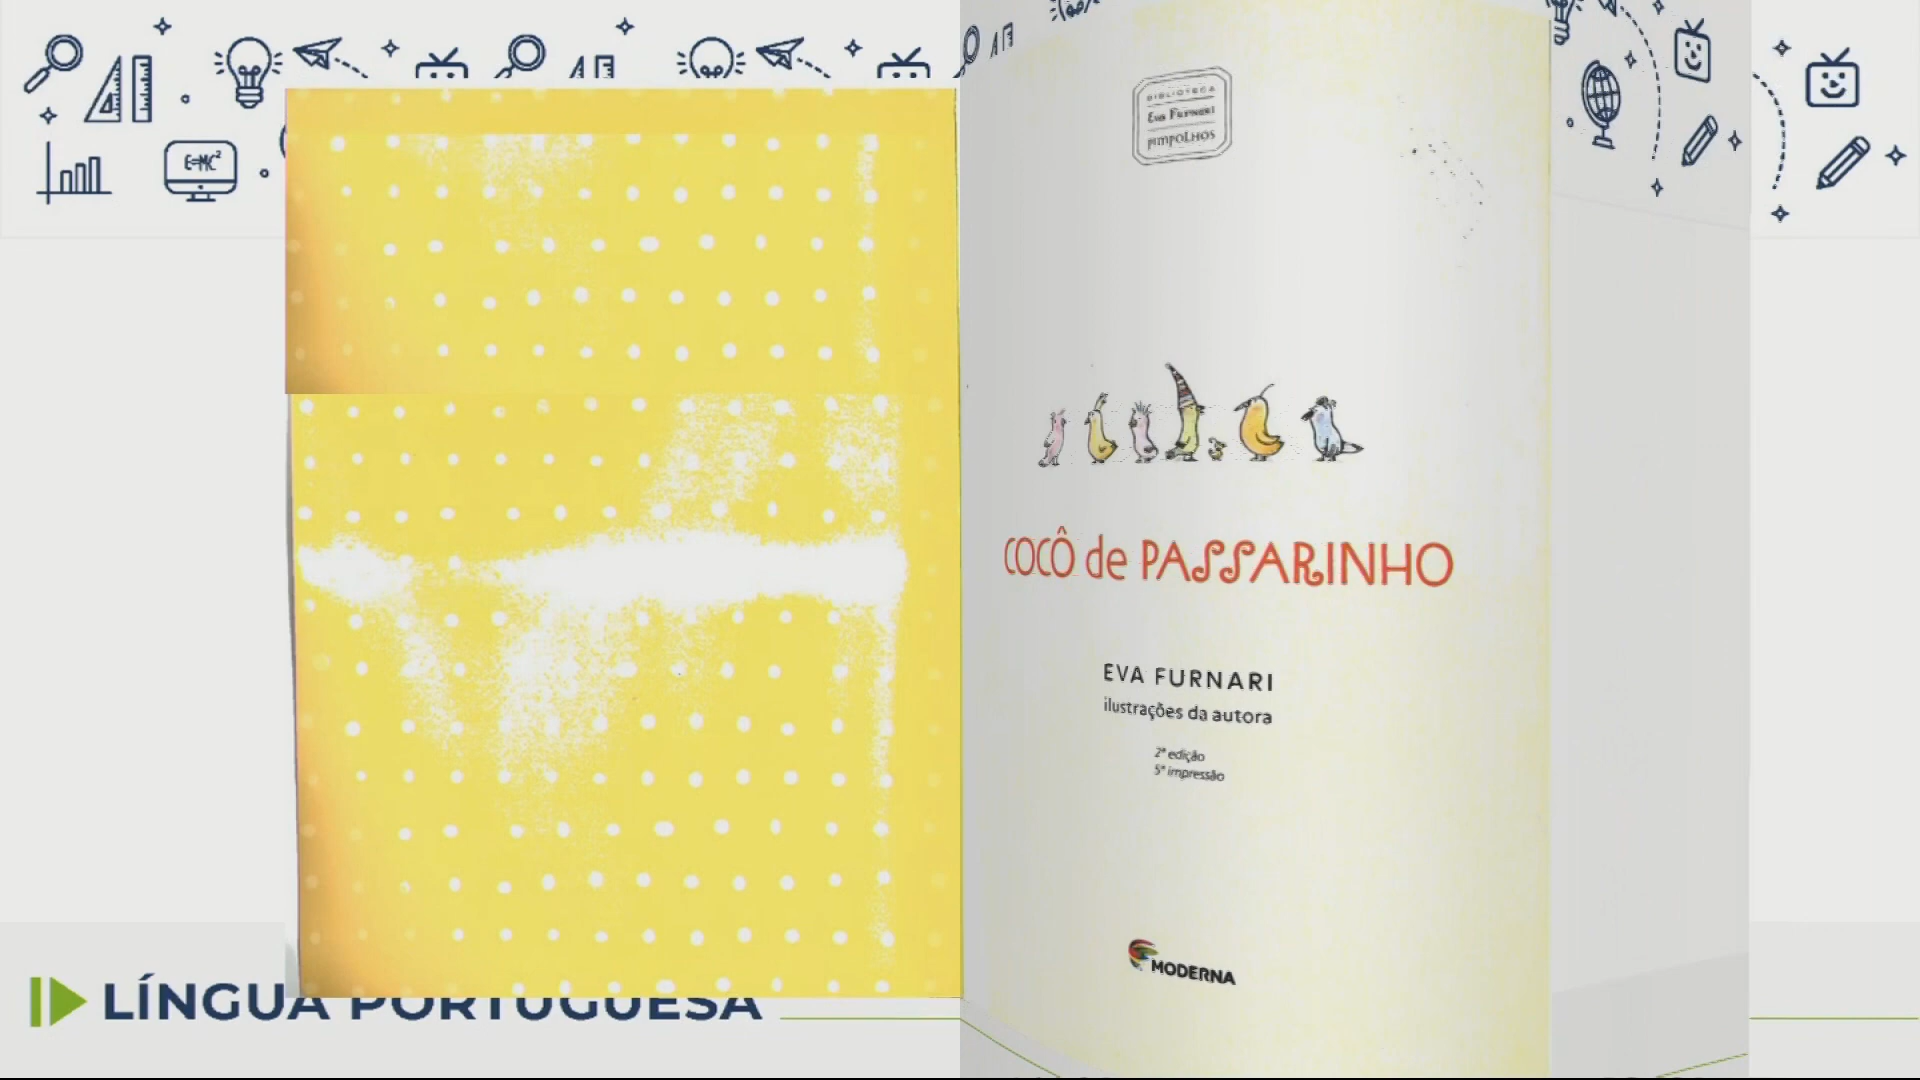 E=MC²
BIBLIOTECA
Eva Furnari
PIMPOLHOS
COCÔ de PASSARINHO
EVA FURNARI
ilustrações da autora
2ª edição
5ª impressão
MODERNA
LÍNGUA PORTUGUESA